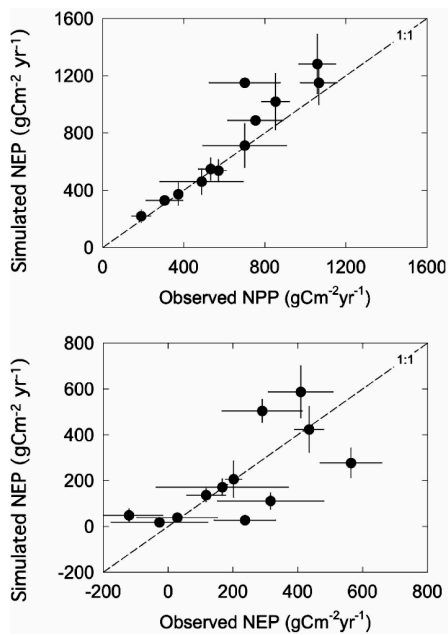 1600
1:1
1200
800
400
0
Simulated NEP (gCm-2 yr-1)
0 400 800 1200 1600
Observed NPP (gCm-2yr-1)
800
1:1
600
400
200
0
-200
Simulated NEP (gCm-2 yr-1)
-200 0 200 400 600 800
Observed NEP (gCm-2 yr-1)